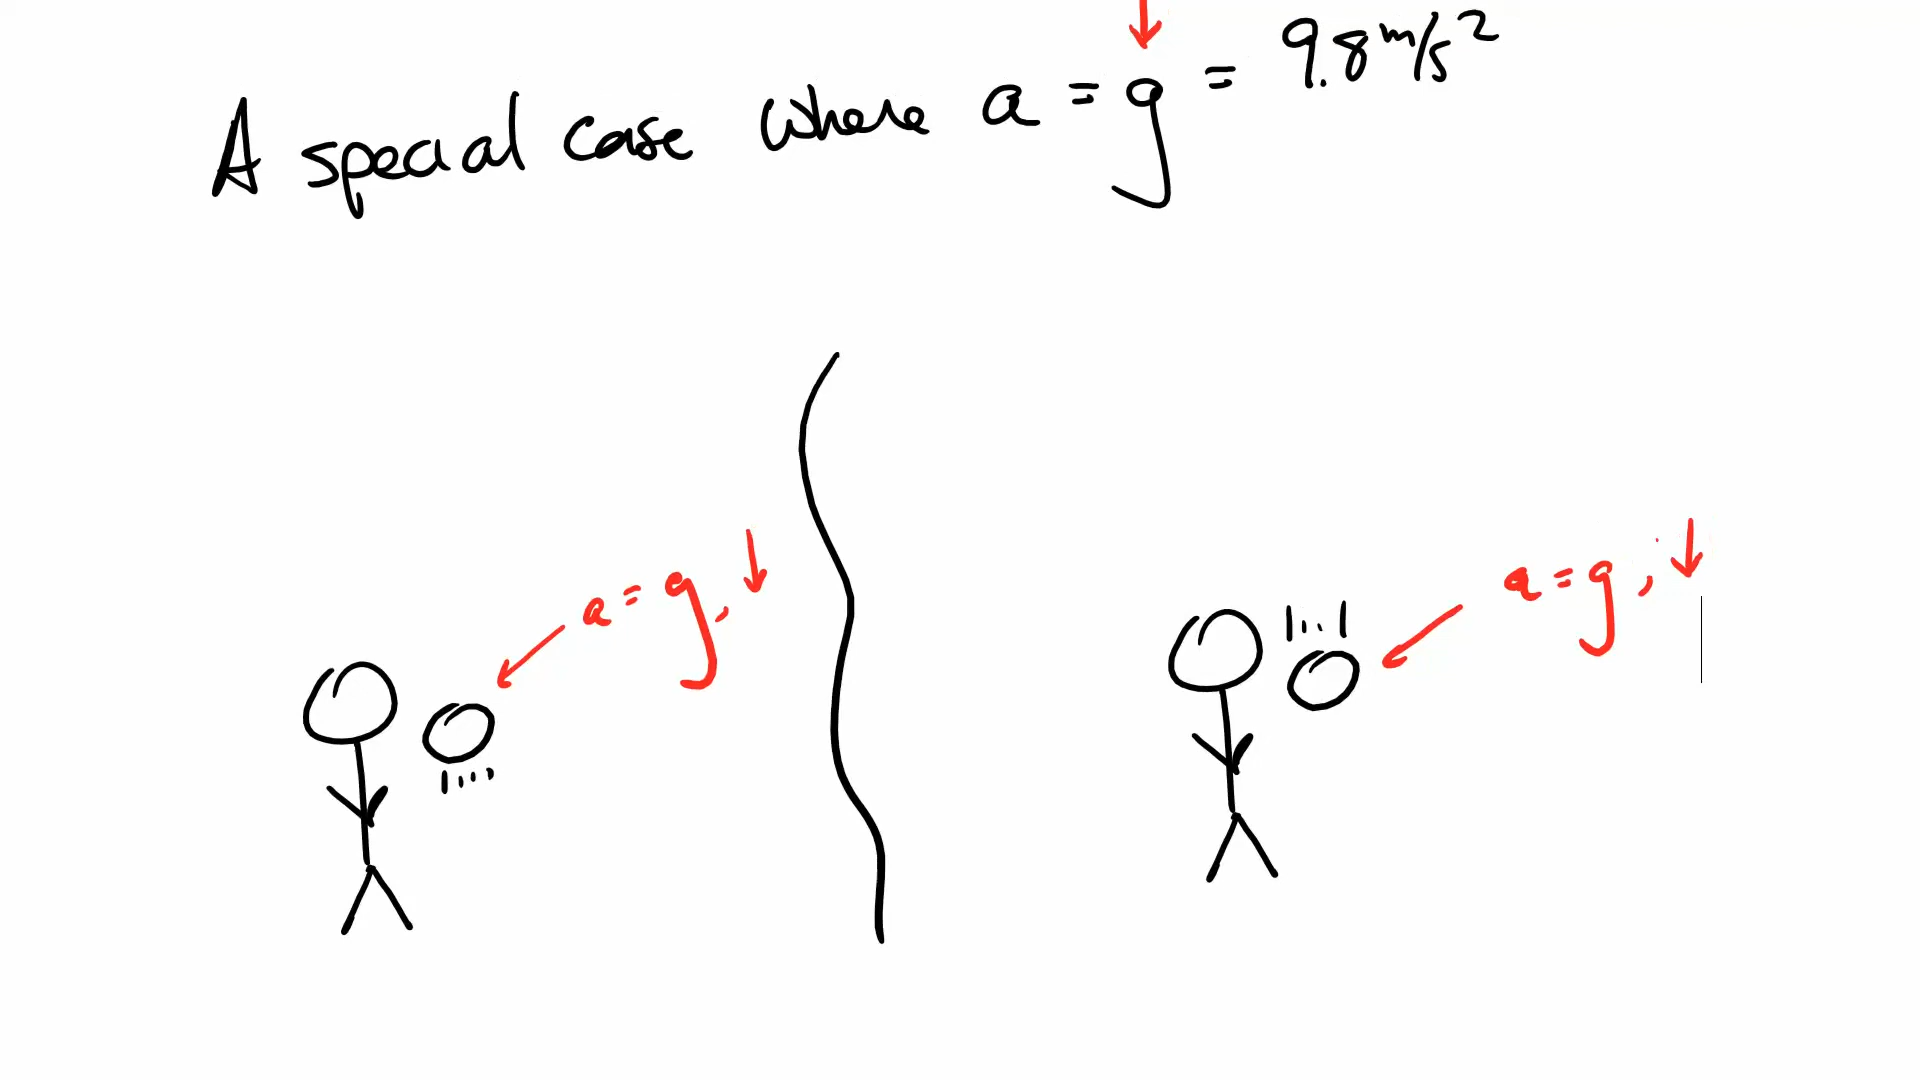 A special case where a = g = 9.8 m/s²
a = g, ↓
a = g, ↓